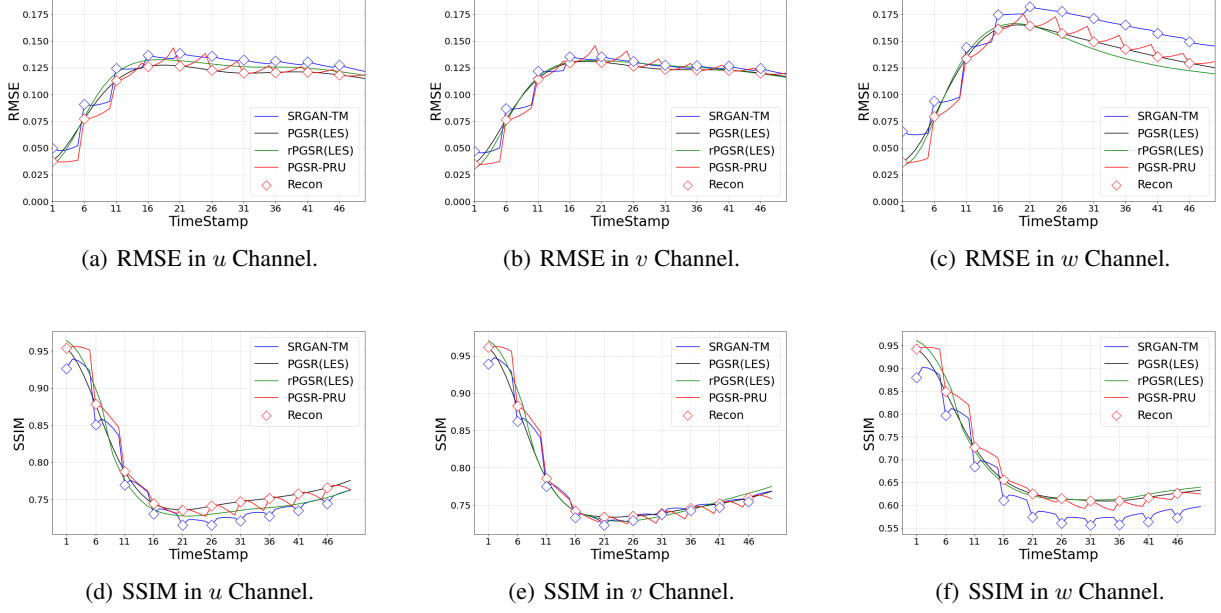 RMSE
0.175
0.150
0.125
0.100
0.075
0.050
0.025
0.000
1 6 11 16 21 26 31 36 41 46
TimeStamp
SRGAN-TM
PGSR(LES)
rPGSR(LES)
PGSR-PRU
Recon
(a) RMSE in u Channel.
RMSE
0.175
0.150
0.125
0.100
0.075
0.050
0.025
0.000
1 6 11 16 21 26 31 36 41 46
TimeStamp
SRGAN-TM
PGSR(LES)
rPGSR(LES)
PGSR-PRU
Recon
(b) RMSE in v Channel.
RMSE
0.175
0.150
0.125
0.100
0.075
0.050
0.025
0.000
1 6 11 16 21 26 31 36 41 46
TimeStamp
SRGAN-TM
PGSR(LES)
rPGSR(LES)
PGSR-PRU
Recon
(c) RMSE in w Channel.
SSIM
0.95
0.90
0.85
0.80
0.75
1 6 11 16 21 26 31 36 41 46
TimeStamp
SRGAN-TM
PGSR(LES)
rPGSR(LES)
PGSR-PRU
Recon
(d) SSIM in u Channel.
SSIM
0.95
0.90
0.85
0.80
0.75
1 6 11 16 21 26 31 36 41 46
TimeStamp
SRGAN-TM
PGSR(LES)
rPGSR(LES)
PGSR-PRU
Recon
(e) SSIM in v Channel.
SSIM
0.95
0.90
0.85
0.80
0.75
0.70
0.65
0.60
0.55
1 6 11 16 21 26 31 36 41 46
TimeStamp
SRGAN-TM
PGSR(LES)
rPGSR(LES)
PGSR-PRU
Recon
(f) SSIM in w Channel.